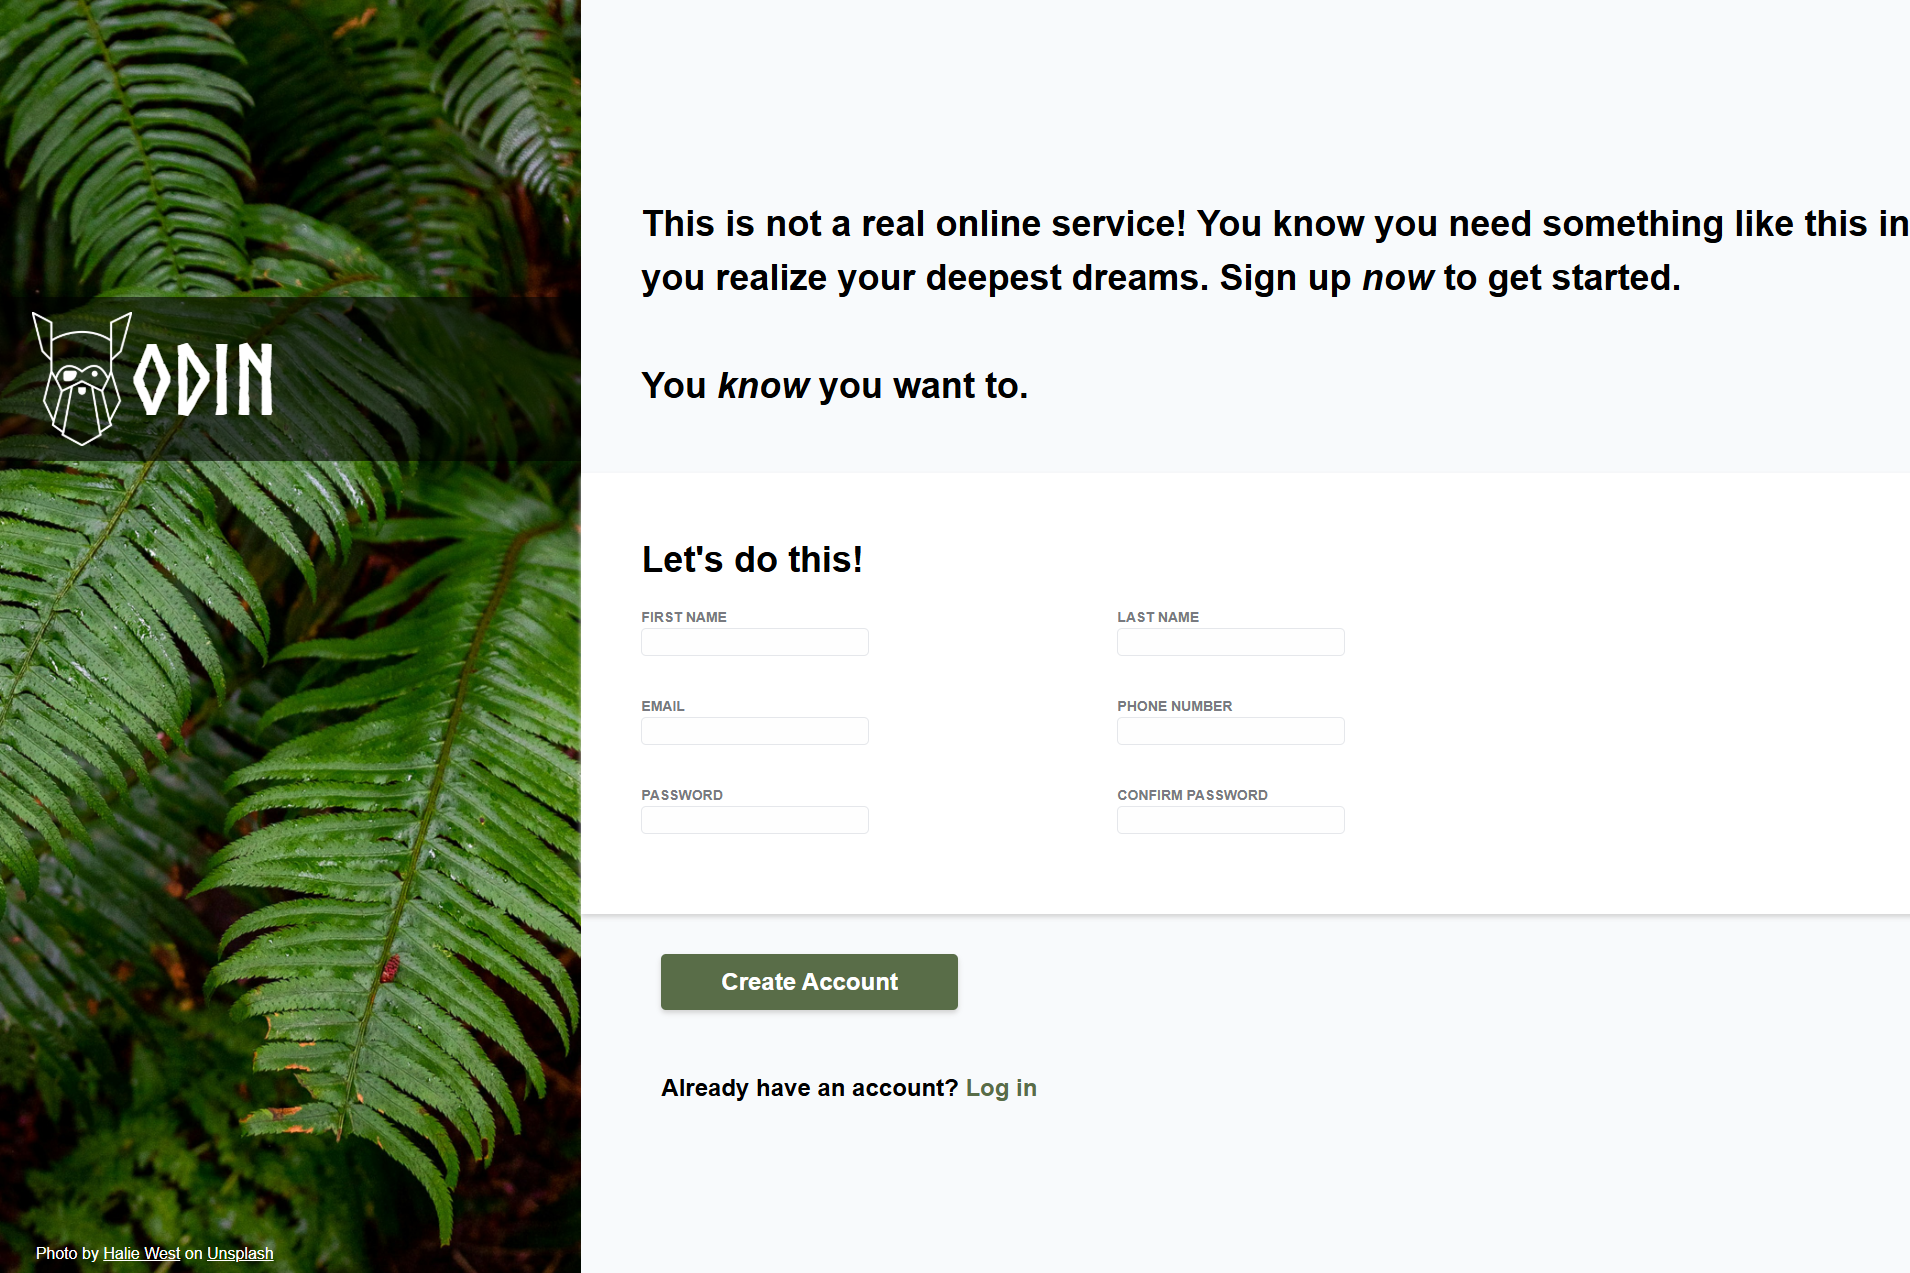 ODIN
Photo by Halie West on Unsplash
This is not a real online service! You know you need something like this in
you realize your deepest dreams. Sign up now to get started.
You know you want to.
Let's do this!
FIRST NAME
LAST NAME
EMAIL
PHONE NUMBER
PASSWORD
CONFIRM PASSWORD
Create Account
Already have an account? Log in